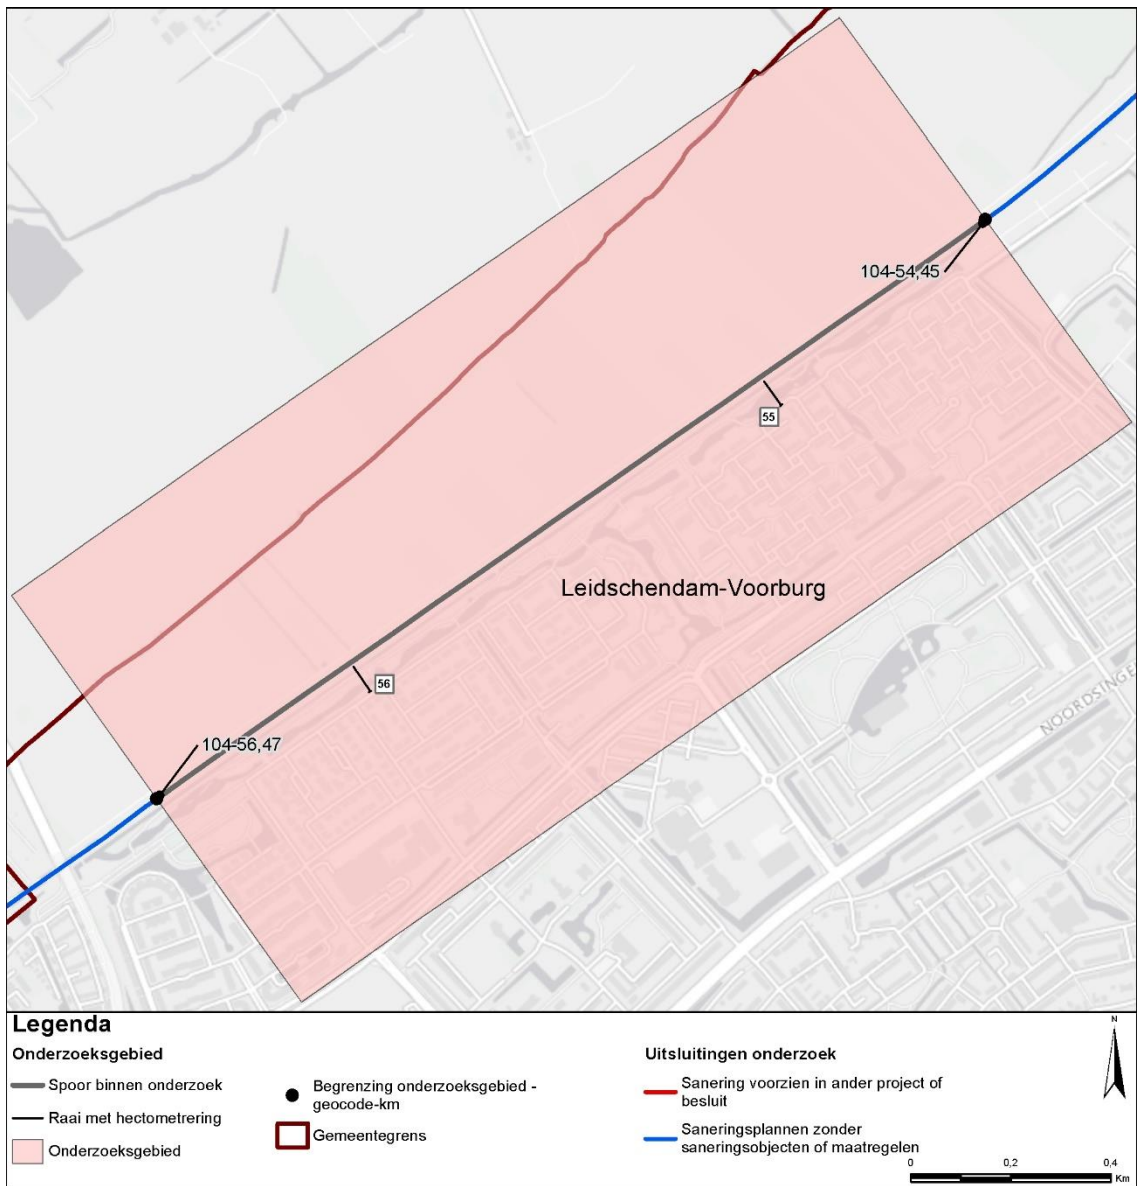 104-54,45
55
Leidschendam-Voorburg
56
NOORDSINGE
104-56,47
Legenda
Onderzoeksgebied
Spoor binnen onderzoek
Raai met hectometrering
Onderzoeksgebied
Begrenzing onderzoeksgebied -
geocode-km
Gemeentegrens
Uitsluitingen onderzoek
Sanering voorzien in ander project of
besluit
Saneringsplannen zonder
saneringsobjecten of maatregelen
N
0 0,2 0,4
Km